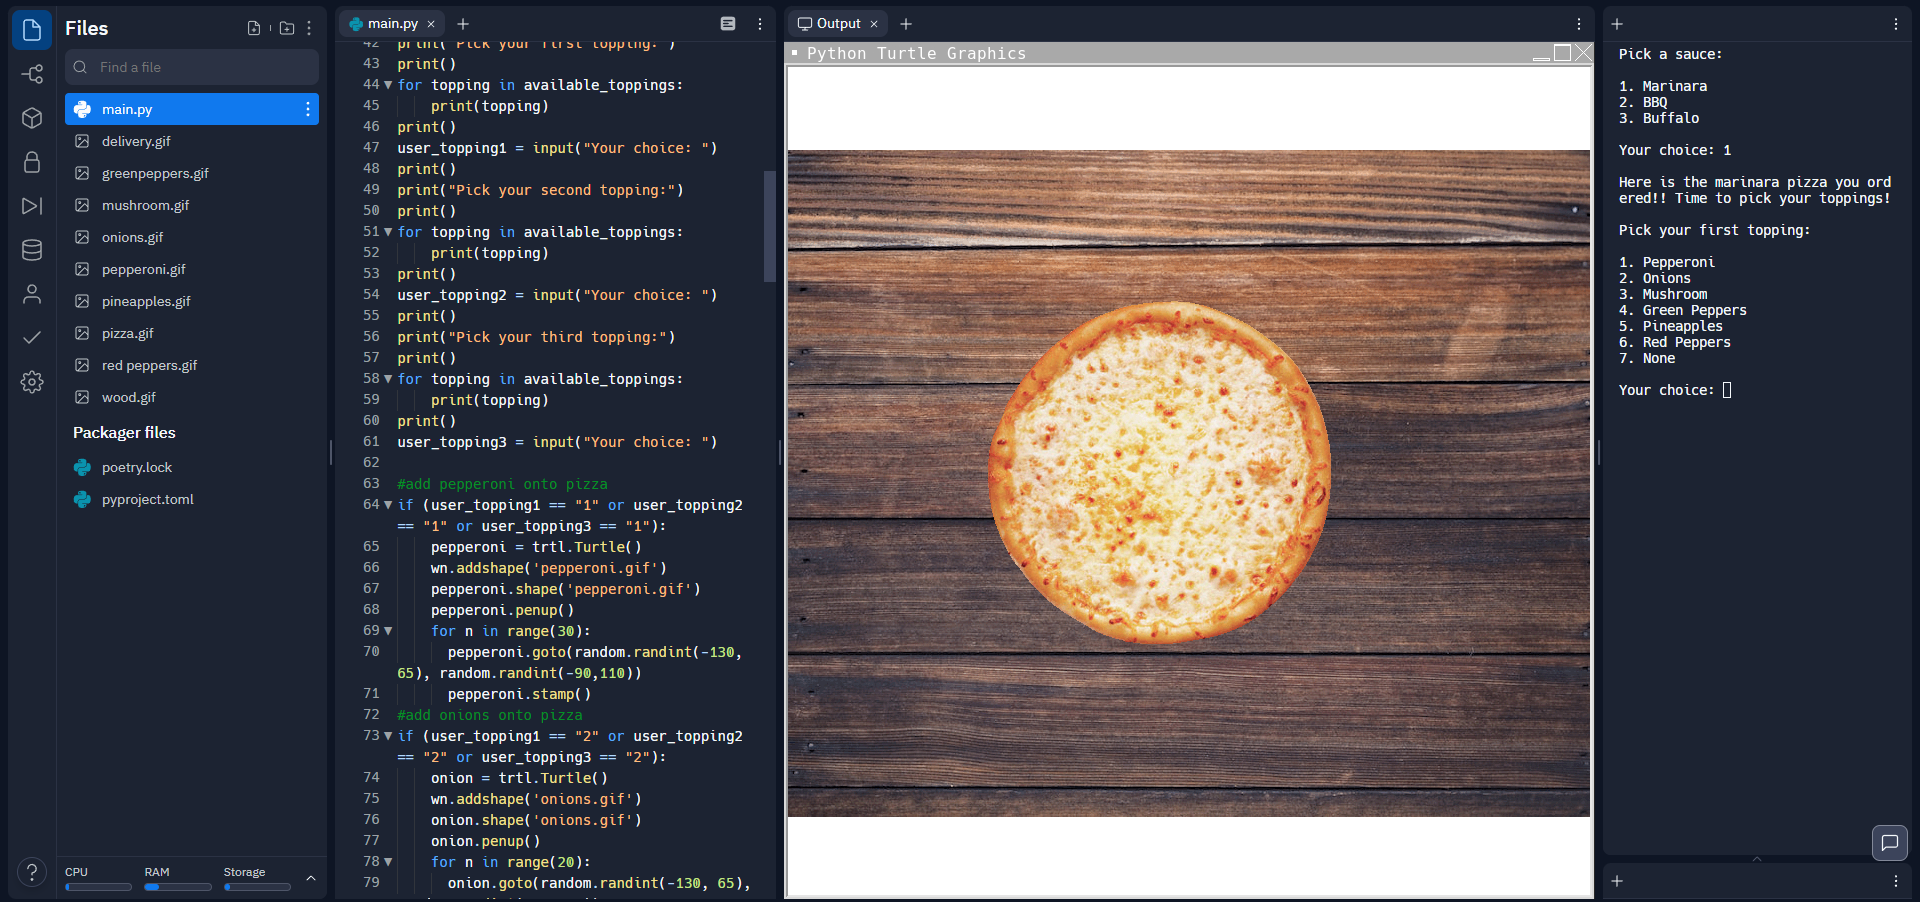 Files
Find a file
main.py
delivery.gif
greenpeppers.gif
mushroom.gif
onions.gif
pepperoni.gif
pineapples.gif
pizza.gif
red peppers.gif
wood.gif
Packager files
poetry.lock
pyproject.toml
CPU RAM Storage
main.py
42 print("Pick your first topping:")
43 print()
44 for topping in available_toppings:
45 print(topping)
46 print()
47 user_topping1 = input("Your choice: ")
48 print()
49 print("Pick your second topping:")
50 print()
51 for topping in available_toppings:
52 print(topping)
53 print()
54 user_topping2 = input("Your choice: ")
55 print()
56 print("Pick your third topping:")
57 print()
58 for topping in available_toppings:
59 print(topping)
60 print()
61 user_topping3 = input("Your choice: ")
62
63 #add pepperoni onto pizza
64 if (user_topping1 == "1" or user_topping2
== "1" or user_topping3 == "1"):
65 pepperoni = trtl.Turtle()
66 wn.addshape('pepperoni.gif')
67 pepperoni.shape('pepperoni.gif')
68 pepperoni.penup()
69 for n in range(30):
70 pepperoni.goto(random.randint(-130,
65), random.randint(-90,110))
71 pepperoni.stamp()
72 #add onions onto pizza
73 if (user_topping1 == "2" or user_topping2
== "2" or user_topping3 == "2"):
74 onion = trtl.Turtle()
75 wn.addshape('onions.gif')
76 onion.shape('onions.gif')
77 onion.penup()
78 for n in range(20):
79 onion.goto(random.randint(-130, 65),
Output
Python Turtle Graphics
Pick a sauce:
1. Marinara
2. BBQ
3. Buffalo
Your choice: 1
Here is the marinara pizza you ord
ered!! Time to pick your toppings!
Pick your first topping:
1. Pepperoni
2. Onions
3. Mushroom
4. Green Peppers
5. Pineapples
6. Red Peppers
7. None
Your choice: